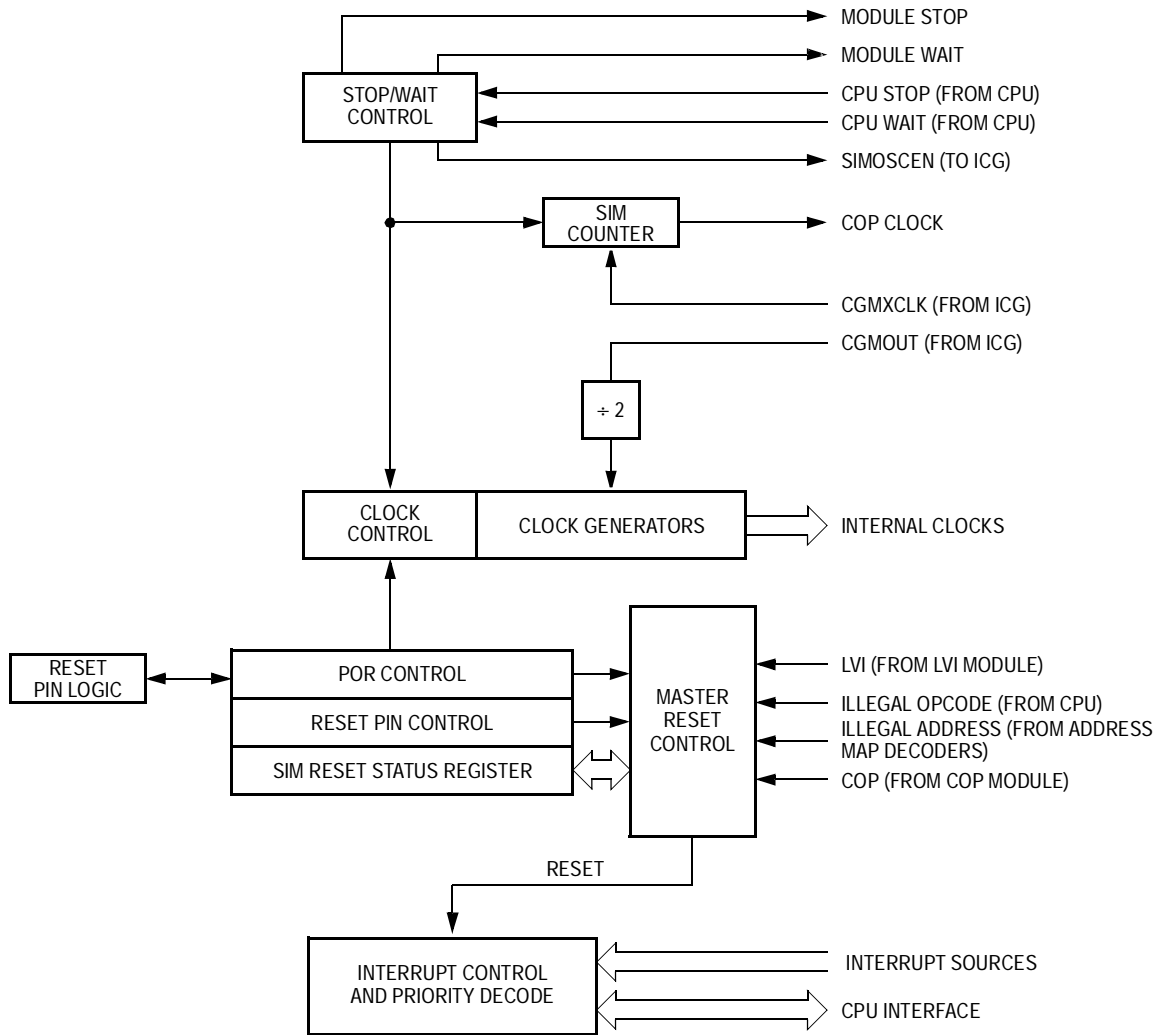 MODULE STOP
MODULE WAIT
STOP/WAIT
CONTROL
CPU STOP (FROM CPU)
CPU WAIT (FROM CPU)
SIMOSCEN (TO ICG)
SIM
COUNTER
COP CLOCK
CGMXCLK (FROM ICG)
CGMOUT (FROM ICG)
÷ 2
CLOCK
CONTROL
CLOCK GENERATORS
INTERNAL CLOCKS
RESET
PIN LOGIC
POR CONTROL
RESET PIN CONTROL
SIM RESET STATUS REGISTER
MASTER
RESET
CONTROL
LVI (FROM LVI MODULE)
ILLEGAL OPCODE (FROM CPU)
ILLEGAL ADDRESS (FROM ADDRESS
MAP DECODERS)
COP (FROM COP MODULE)
RESET
INTERRUPT CONTROL
AND PRIORITY DECODE
INTERRUPT SOURCES
CPU INTERFACE